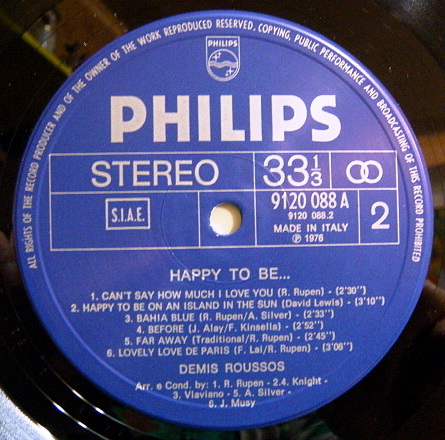 ALL RIGHTS OF THE RECORD PRODUCER AND OF THE OWNER OF THE WORK REPRODUCED RESERVED. COPYING, PUBLIC PERFORMANCE AND BROADCASTING OF THIS RECORD PROHIBITED
PHILIPS
PHILIPS
STEREO 33 1/3
S.I.A.E. 9120 088 A
9120 088.2
MADE IN ITALY
℗ 1976
2
HAPPY TO BE...
1. CAN'T SAY HOW MUCH I LOVE YOU (R. Rupen) - (2'30'')
2. HAPPY TO BE ON AN ISLAND IN THE SUN (David Lewis) - (3'10'')
3. BAHIA BLUE (R. Rupen/A. Silver) - (2'33'')
4. BEFORE (J. Alay/F. Kinsella) - (2'52'')
5. FAR AWAY (Traditional/R. Rupen) - (2'45'')
6. LOVELY LOVE DE PARIS (F. Lai/R. Rupen) - (3'06'')
DEMIS ROUSSOS
Arr. e Cond. by: 1. R. Rupen - 2.4. Knight -
3. Vlaviano - 5. A. Silver -
6. J. Musy